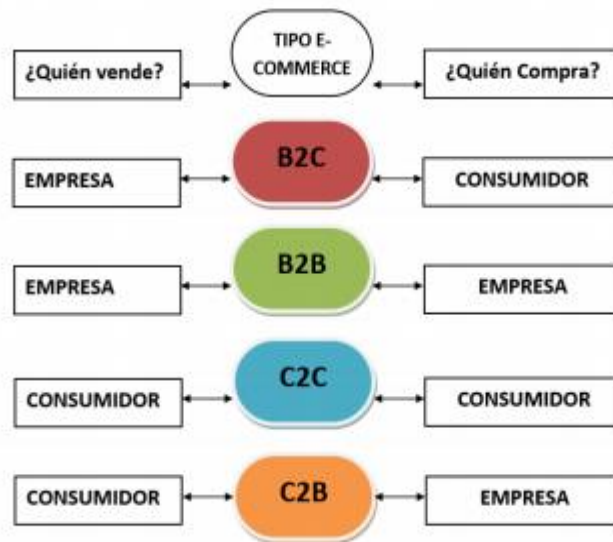 ¿Quién vende?
TIPO E-
COMMERCE
¿Quién Compra?
EMPRESA
B2C
CONSUMIDOR
EMPRESA
B2B
EMPRESA
CONSUMIDOR
C2C
CONSUMIDOR
CONSUMIDOR
C2B
EMPRESA